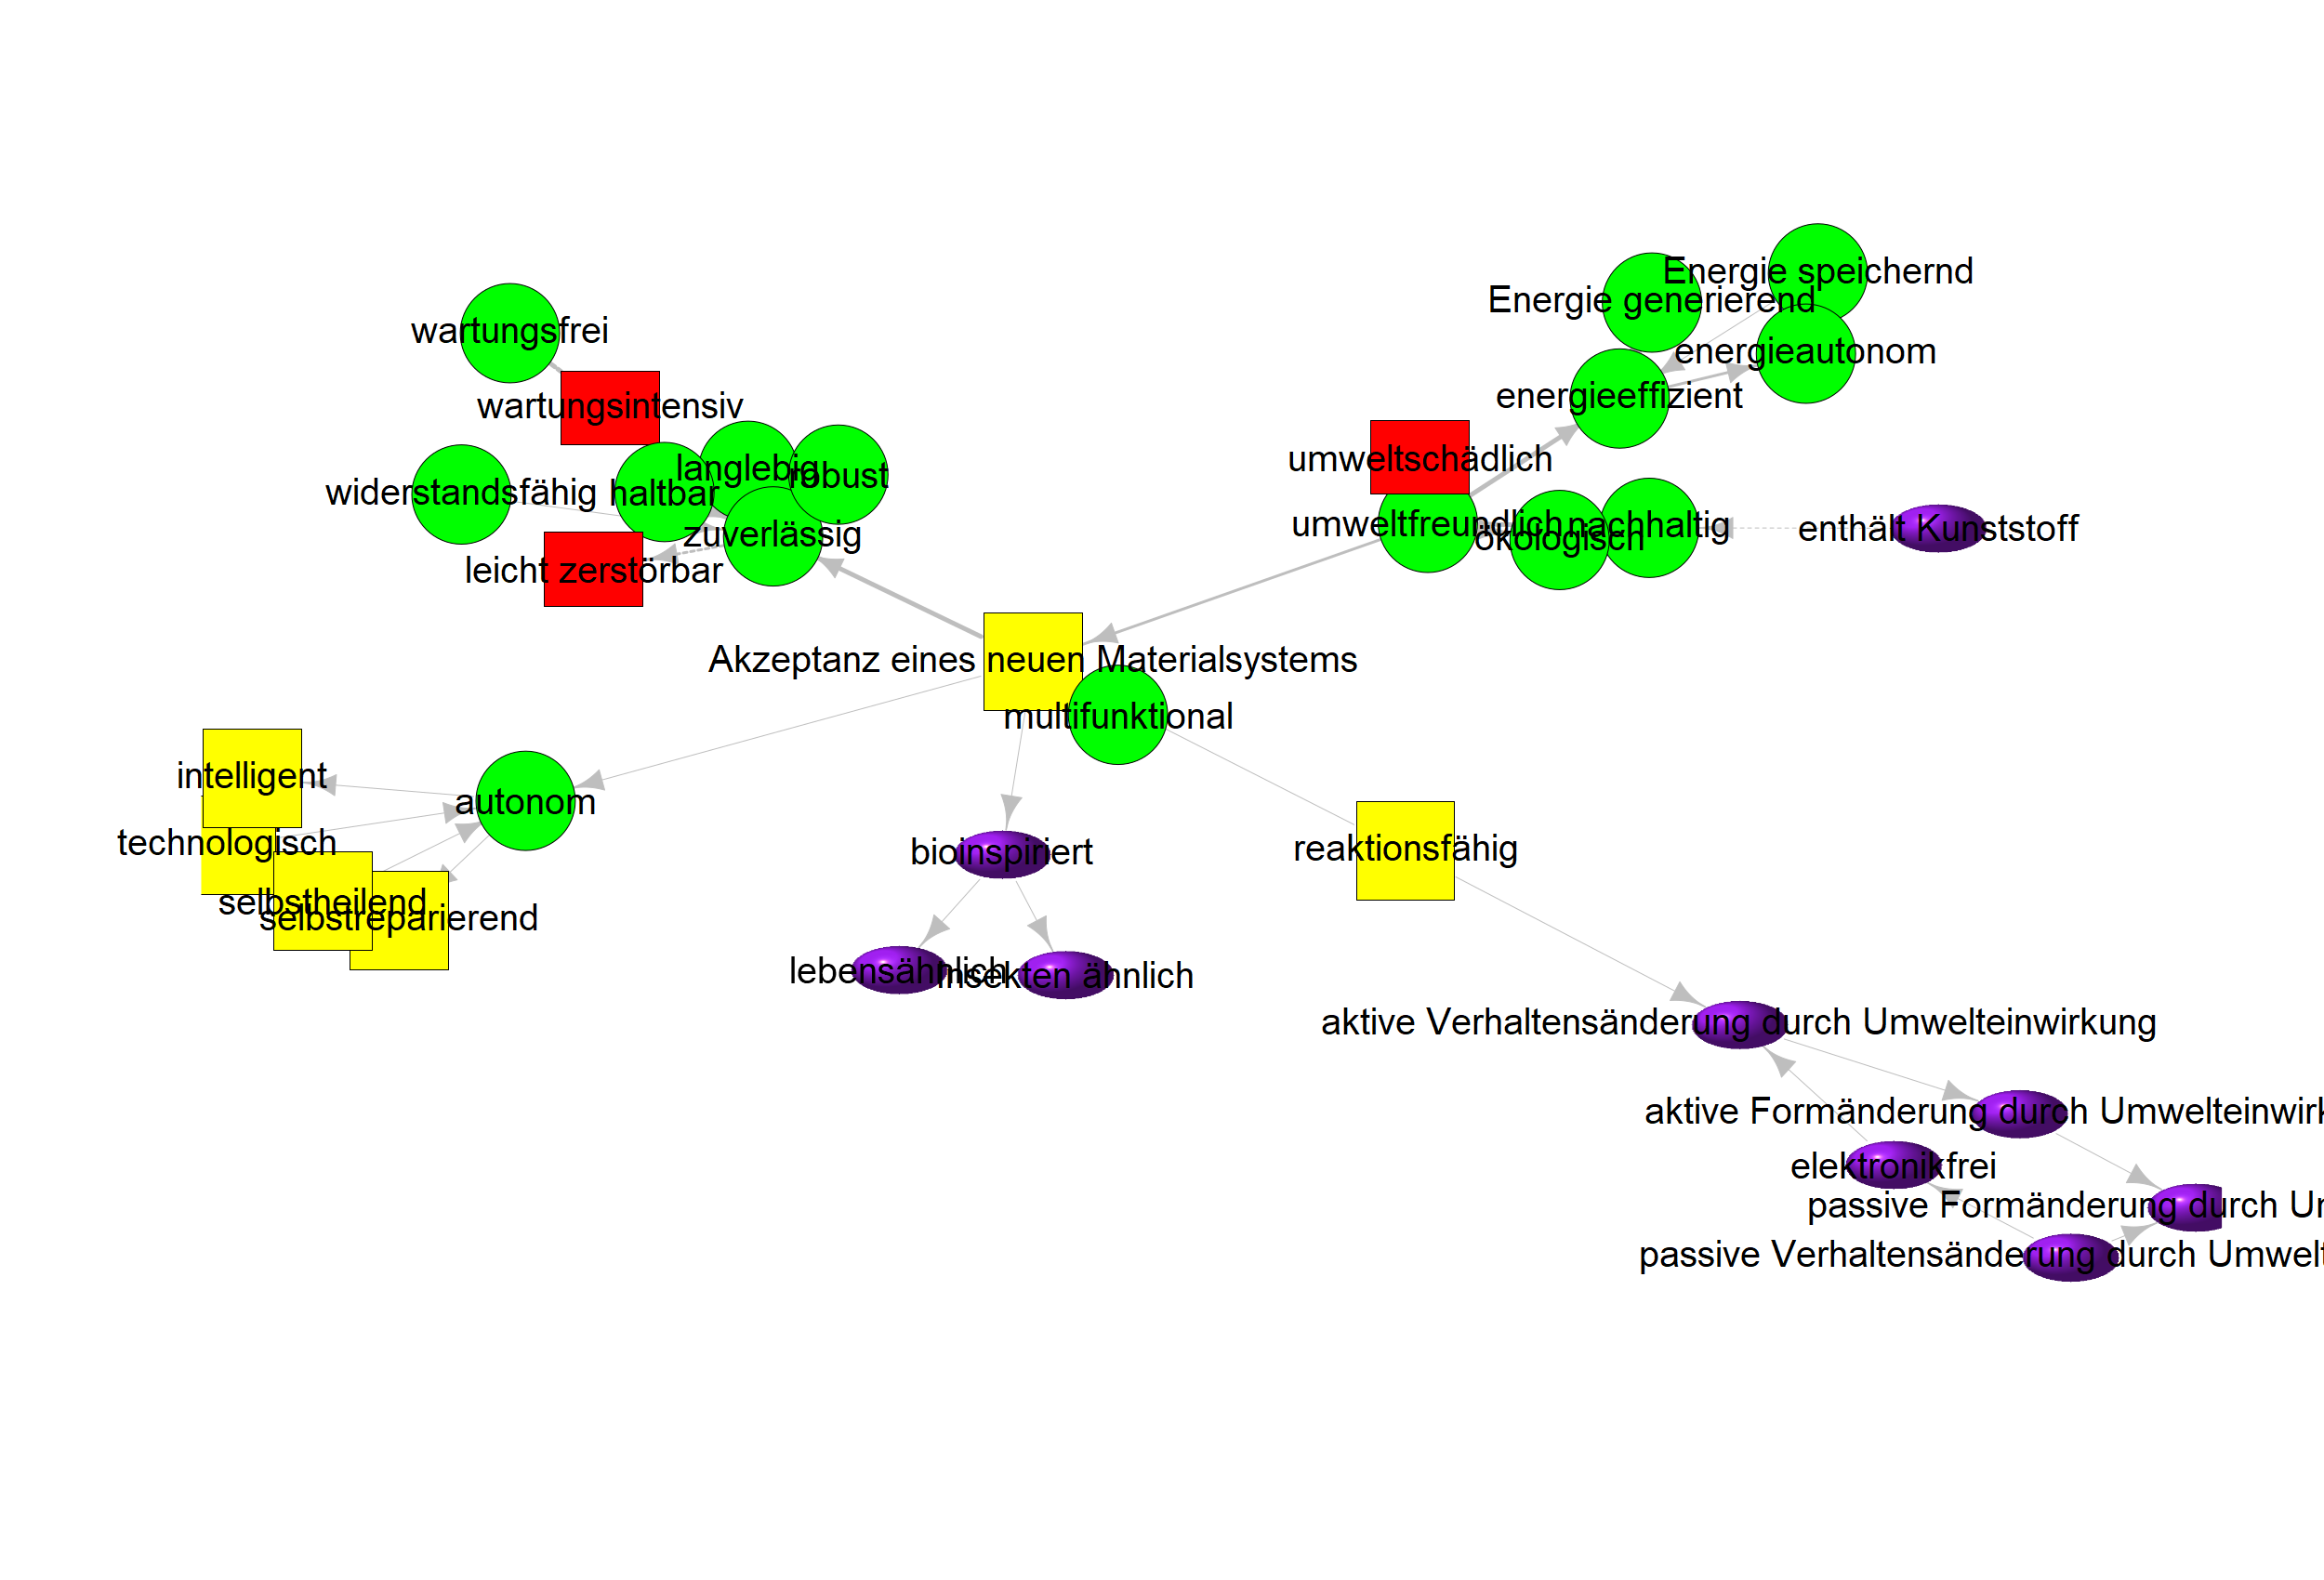 Energie speichernd
Energie generierend
wartungsfrei
energieautonom
energieeffizient
wartungsintensiv
umweltschädlich
langlebig
robust
widerstandsfähig
haltbar
umweltfreundlich
nachhaltig
enthält Kunststoff
zuverlässig
ökologisch
leicht zerstörbar
Akzeptanz eines neuen Materialsystems
multifunktional
intelligent
autonom
technologisch
bioinspiriert
reaktionsfähig
selbstheilend
selbstreparierend
lebensähnlich
Insekten ähnlich
aktive Verhaltensänderung durch Umwelteinwirkung
aktive Formänderung durch Umwelteinwirk
elektronikfrei
passive Formänderung durch Um
passive Verhaltensänderung durch Umwelt